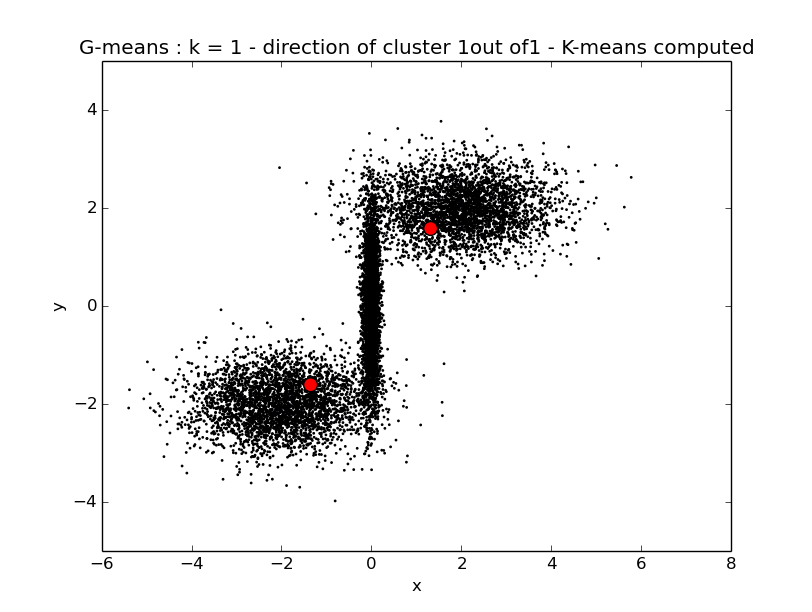 G-means : k = 1 - direction of cluster 1out of1 - K-means computed
4
2
0
−2
−4
y
−6 −4 −2 0 2 4 6 8
x